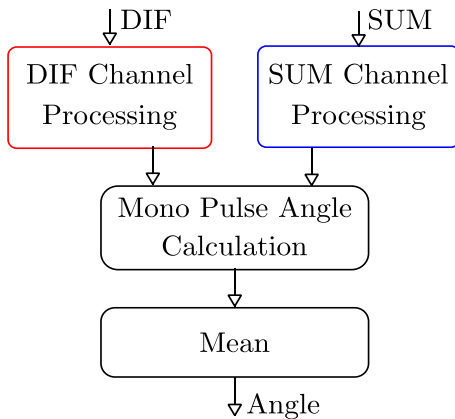 DIF
SUM
DIF Channel
Processing
SUM Channel
Processing
Mono Pulse Angle
Calculation
Mean
Angle